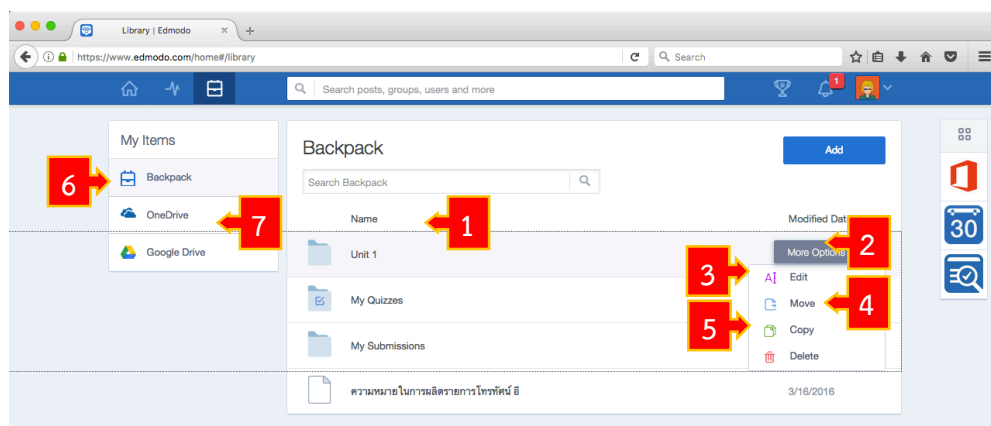 Library | Edmodo
https://www.edmodo.com/home#/library
Search
Search posts, groups, users and more
1
My Items
Backpack
OneDrive
Google Drive
Backpack
Add
Search Backpack
Name
Modified Dat
Unit 1
More Options
My Quizzes
My Submissions
Edit
Move
Copy
Delete
ความหมายในการผลิตรายการโทรทัศน์ อี
3/16/2016
30
1
2
3
4
5
6
7